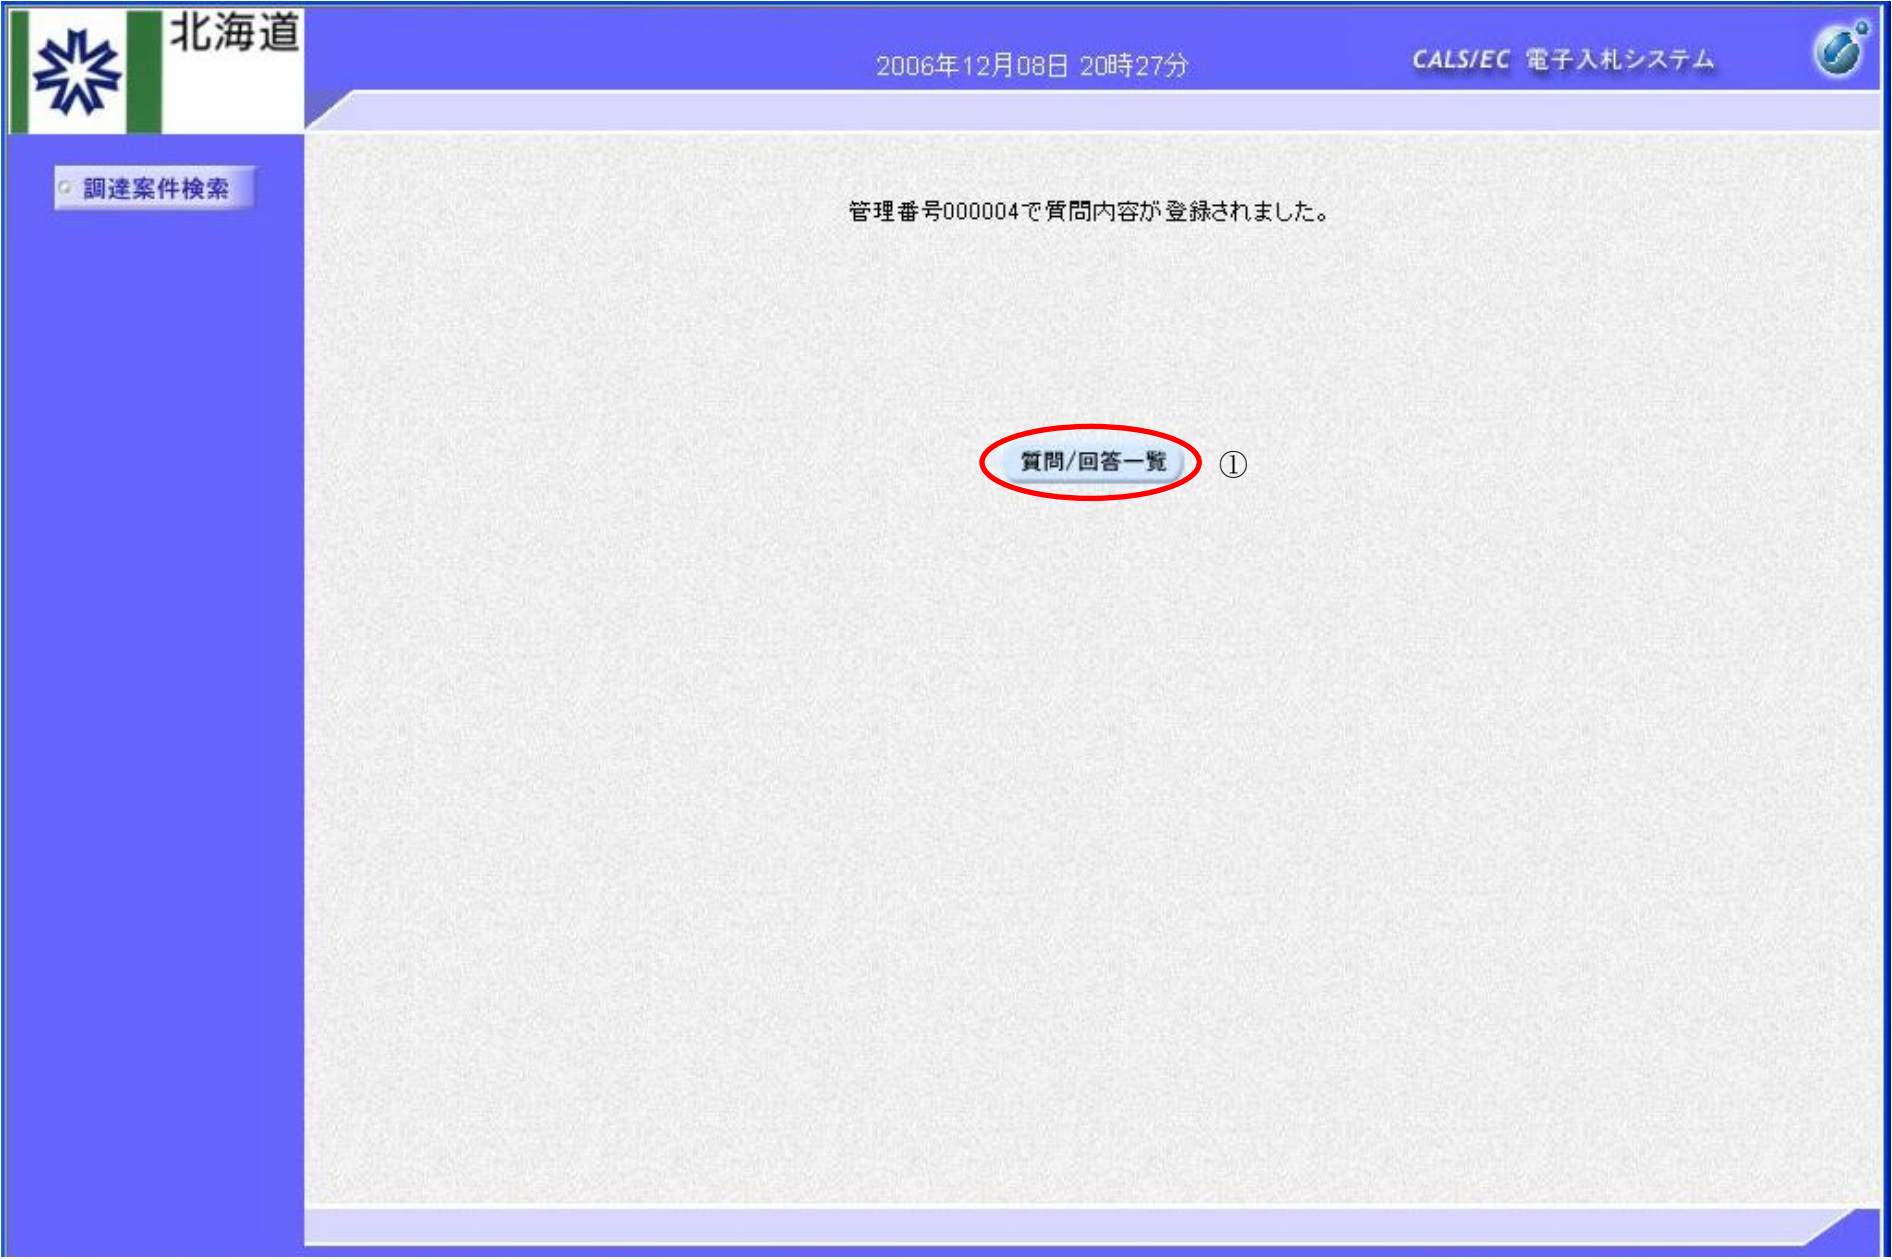 北海道
2006年12月08日 20時27分
CALS/EC 電子入札システム
調達案件検索
管理番号000004で質問内容が登録されました。
質問/回答一覧 ①